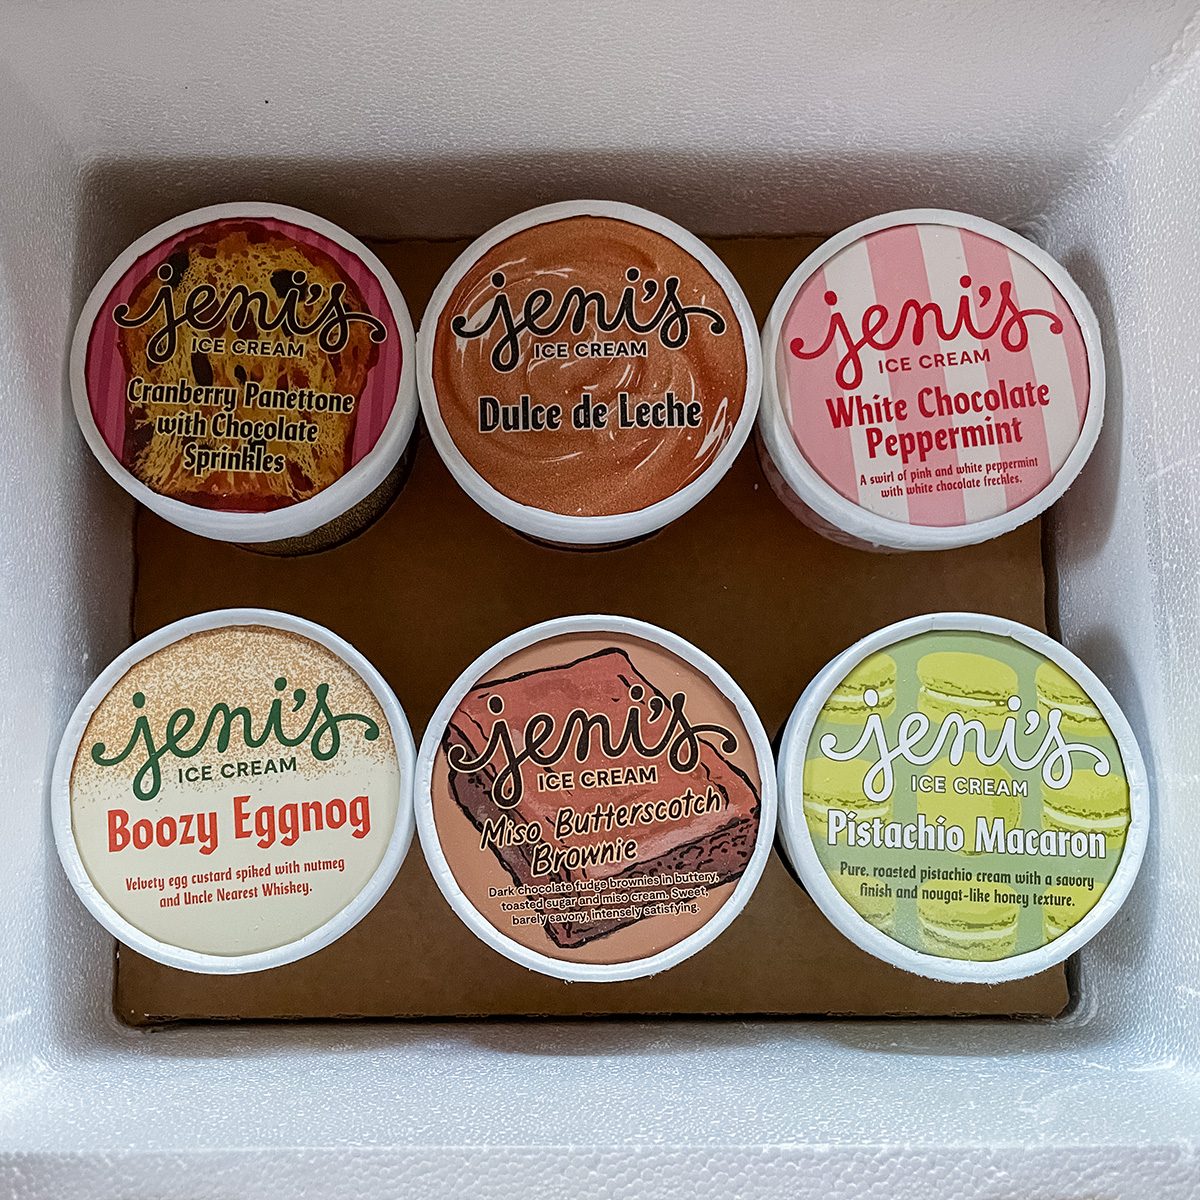 jeni's
ICE CREAM
Cranberry Panettone
with Chocolate
Sprinkles
jeni's
ICE CREAM
Dulce de Leche
jeni's
ICE CREAM
White Chocolate
Peppermint
A swirl of pink and white peppermint
with white chocolate freckles.
jeni's
ICE CREAM
Boozy Eggnog
Velvety egg custard spiked with nutmeg
and Uncle Nearest Whiskey.
jeni's
ICE CREAM
Miso Butterscotch
Brownie
Dark chocolate fudge brownies in buttery,
toasted sugar and miso cream. Sweet,
barely savory, intensely satisfying.
jeni's
ICE CREAM
Pistachio Macaron
Pure, roasted pistachio cream with a savory
finish and nougat-like honey texture.